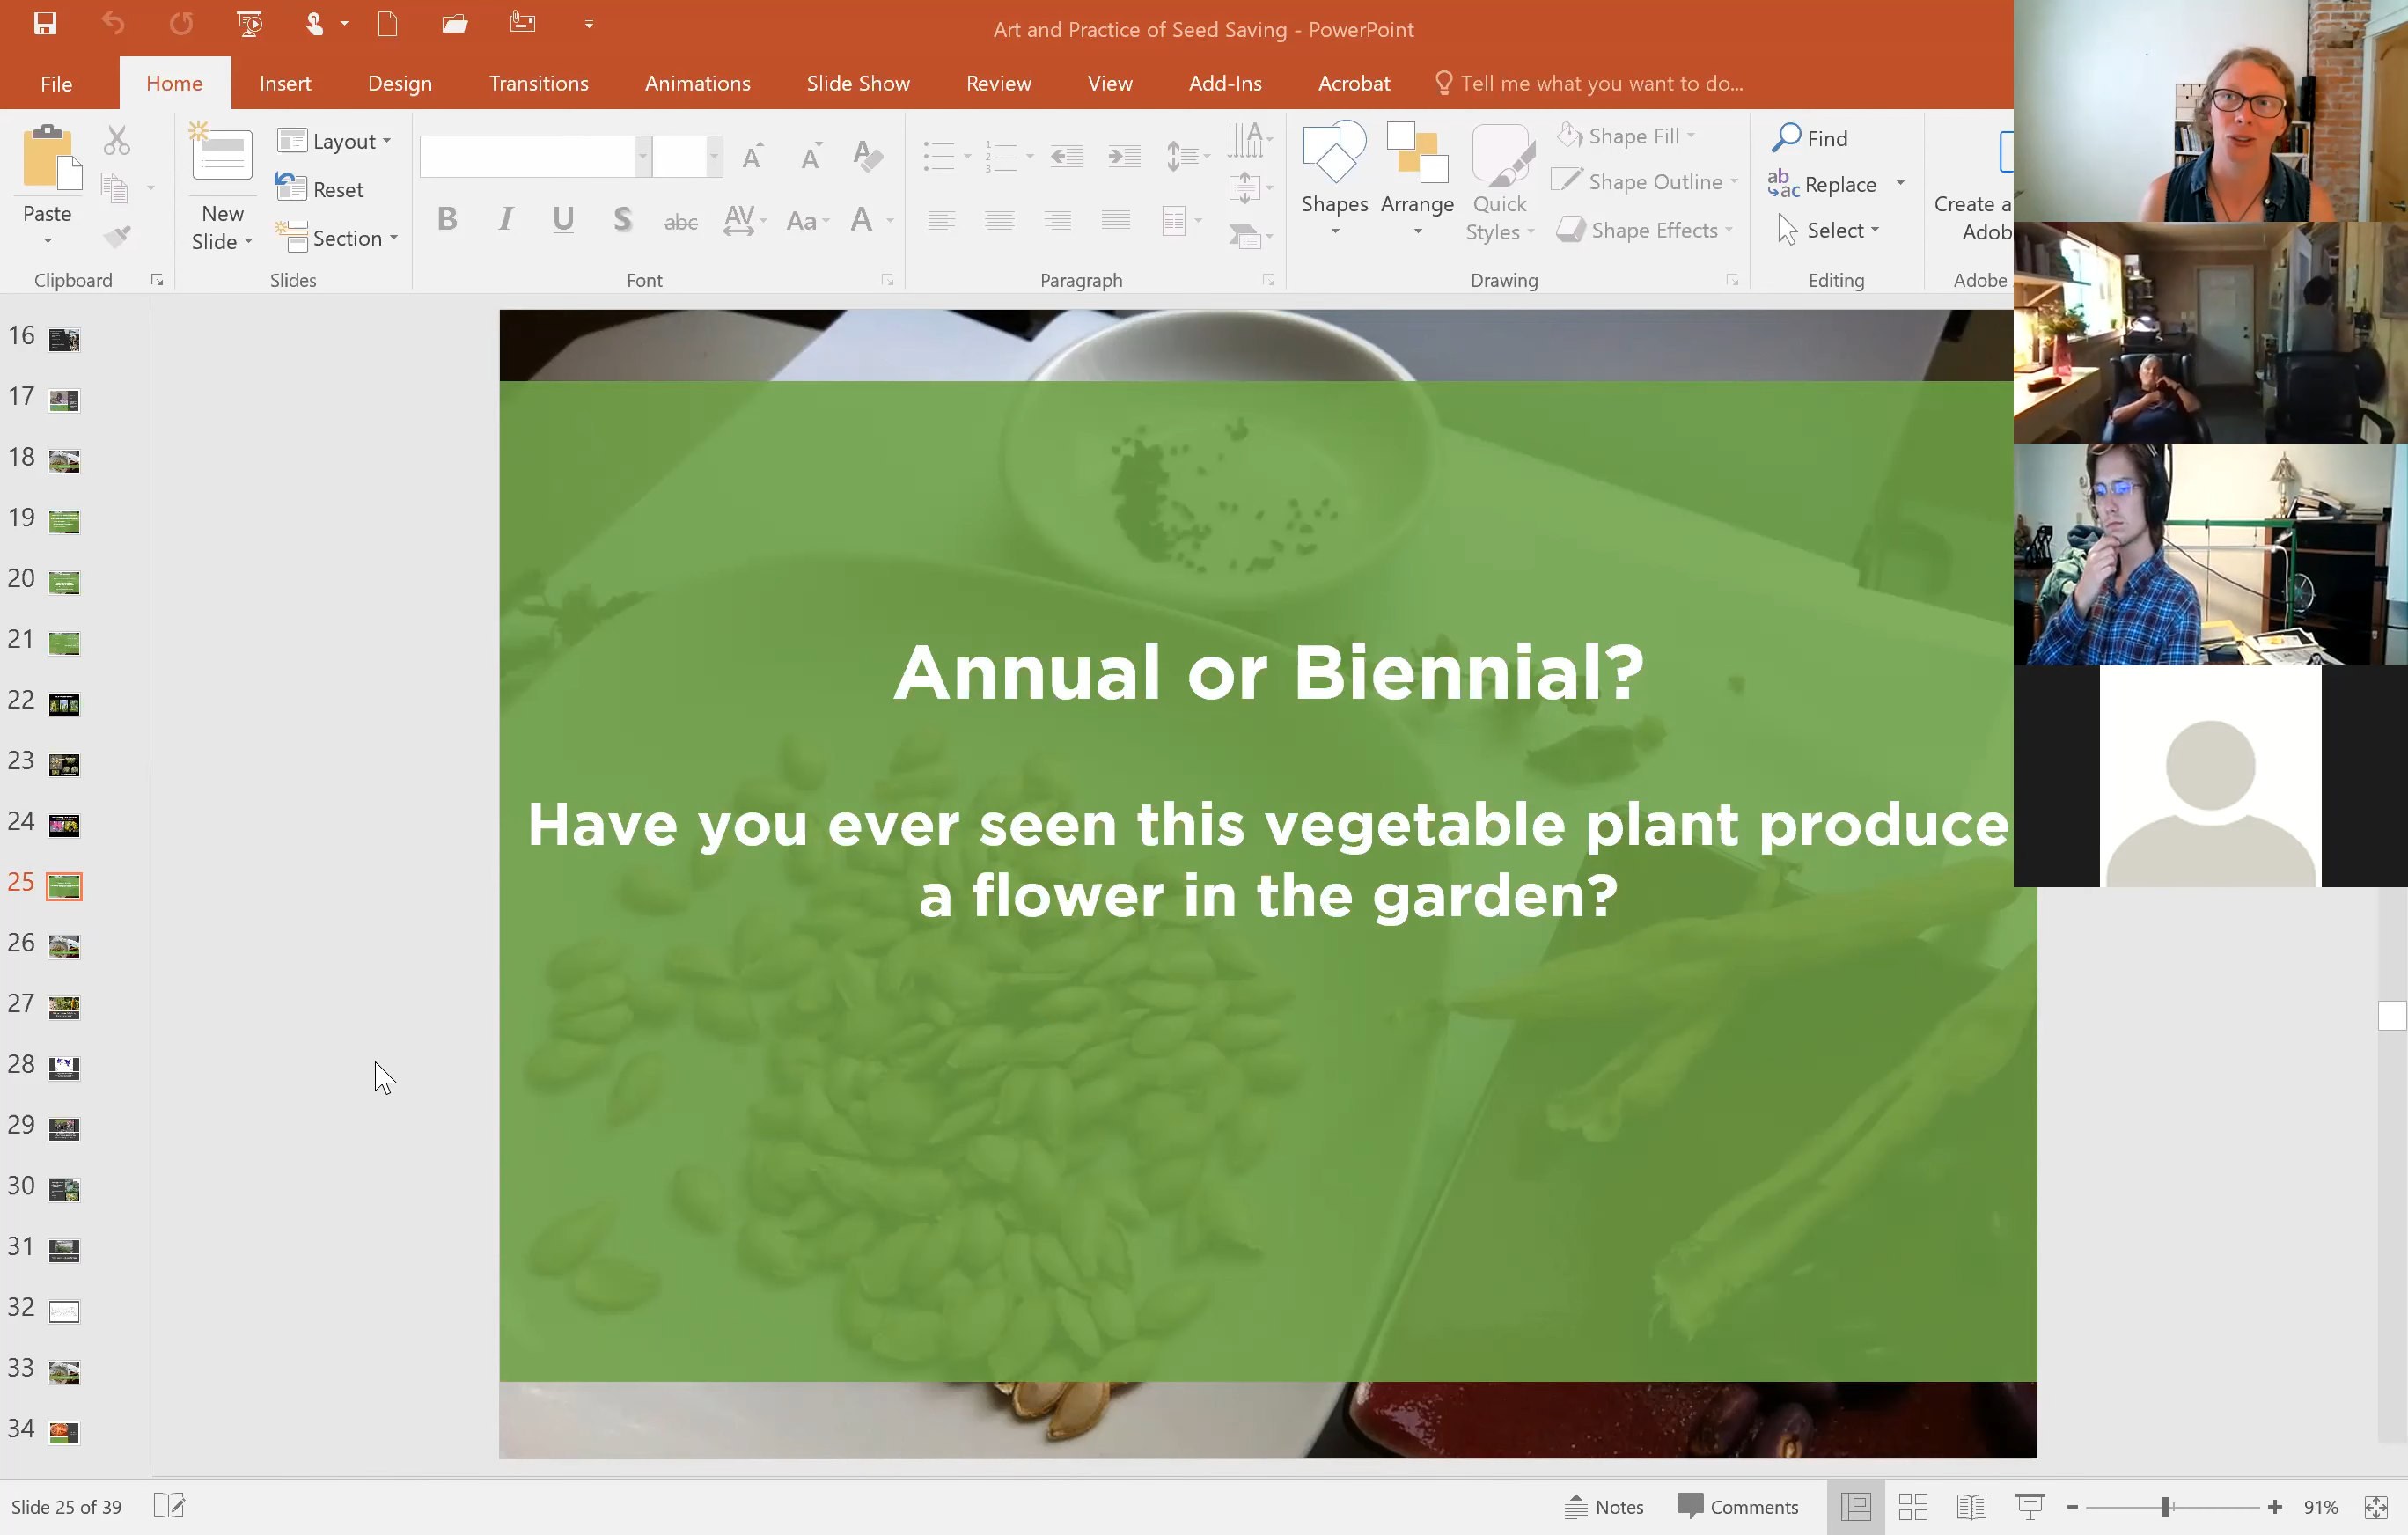 Art and Practice of Seed Saving - PowerPoint
File Home Insert Design Transitions Animations Slide Show Review View Add-Ins Acrobat Tell me what you want to do...
Paste
New
Slide
Layout
Reset
Section
B I U S abc AV Aa A
Shapes
Arrange
Quick
Styles
Shape Fill
Shape Outline
Shape Effects
Find
Replace
Select
Create a
Adob
Clipboard Slides Font Paragraph Drawing Editing Adobe
16
17
18
19
20
21
22
23
24
25
26
27
28
29
30
31
32
33
34
Annual or Biennial?
Have you ever seen this vegetable plant produce
a flower in the garden?
Slide 25 of 39 Notes Comments 91%